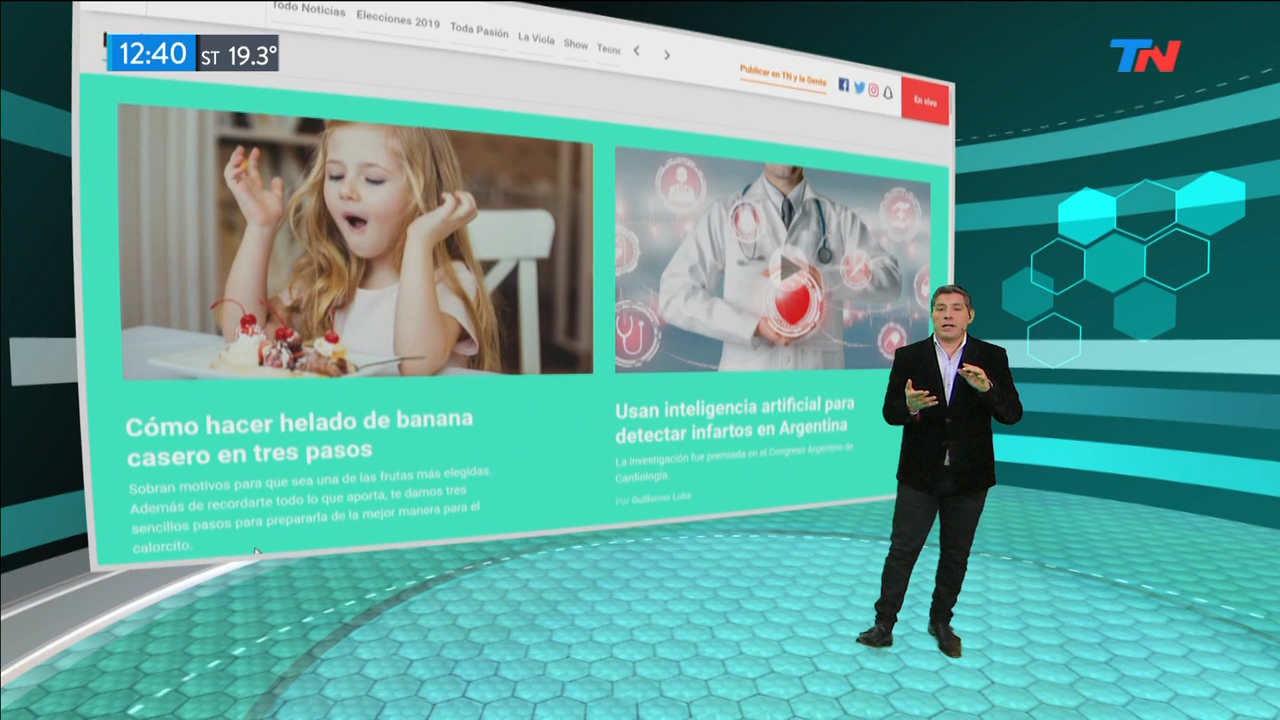 Todo Noticias Elecciones 2019 Toda Pasión La Viola Show Tecno
12:40 ST 19.3°
TN
Publicar en TN y la Gente
En vivo
Cómo hacer helado de banana
casero en tres pasos
Sobran motivos para que sea una de las frutas más elegidas.
Además de recordarte todo lo que aporta, te damos tres
sencillos pasos para prepararla de la mejor manera para el
calorcito.
Usan inteligencia artificial para
detectar infartos en Argentina
La investigación fue premiada en el Congreso Argentino de
Cardiología.
Por Guillermo Lobo